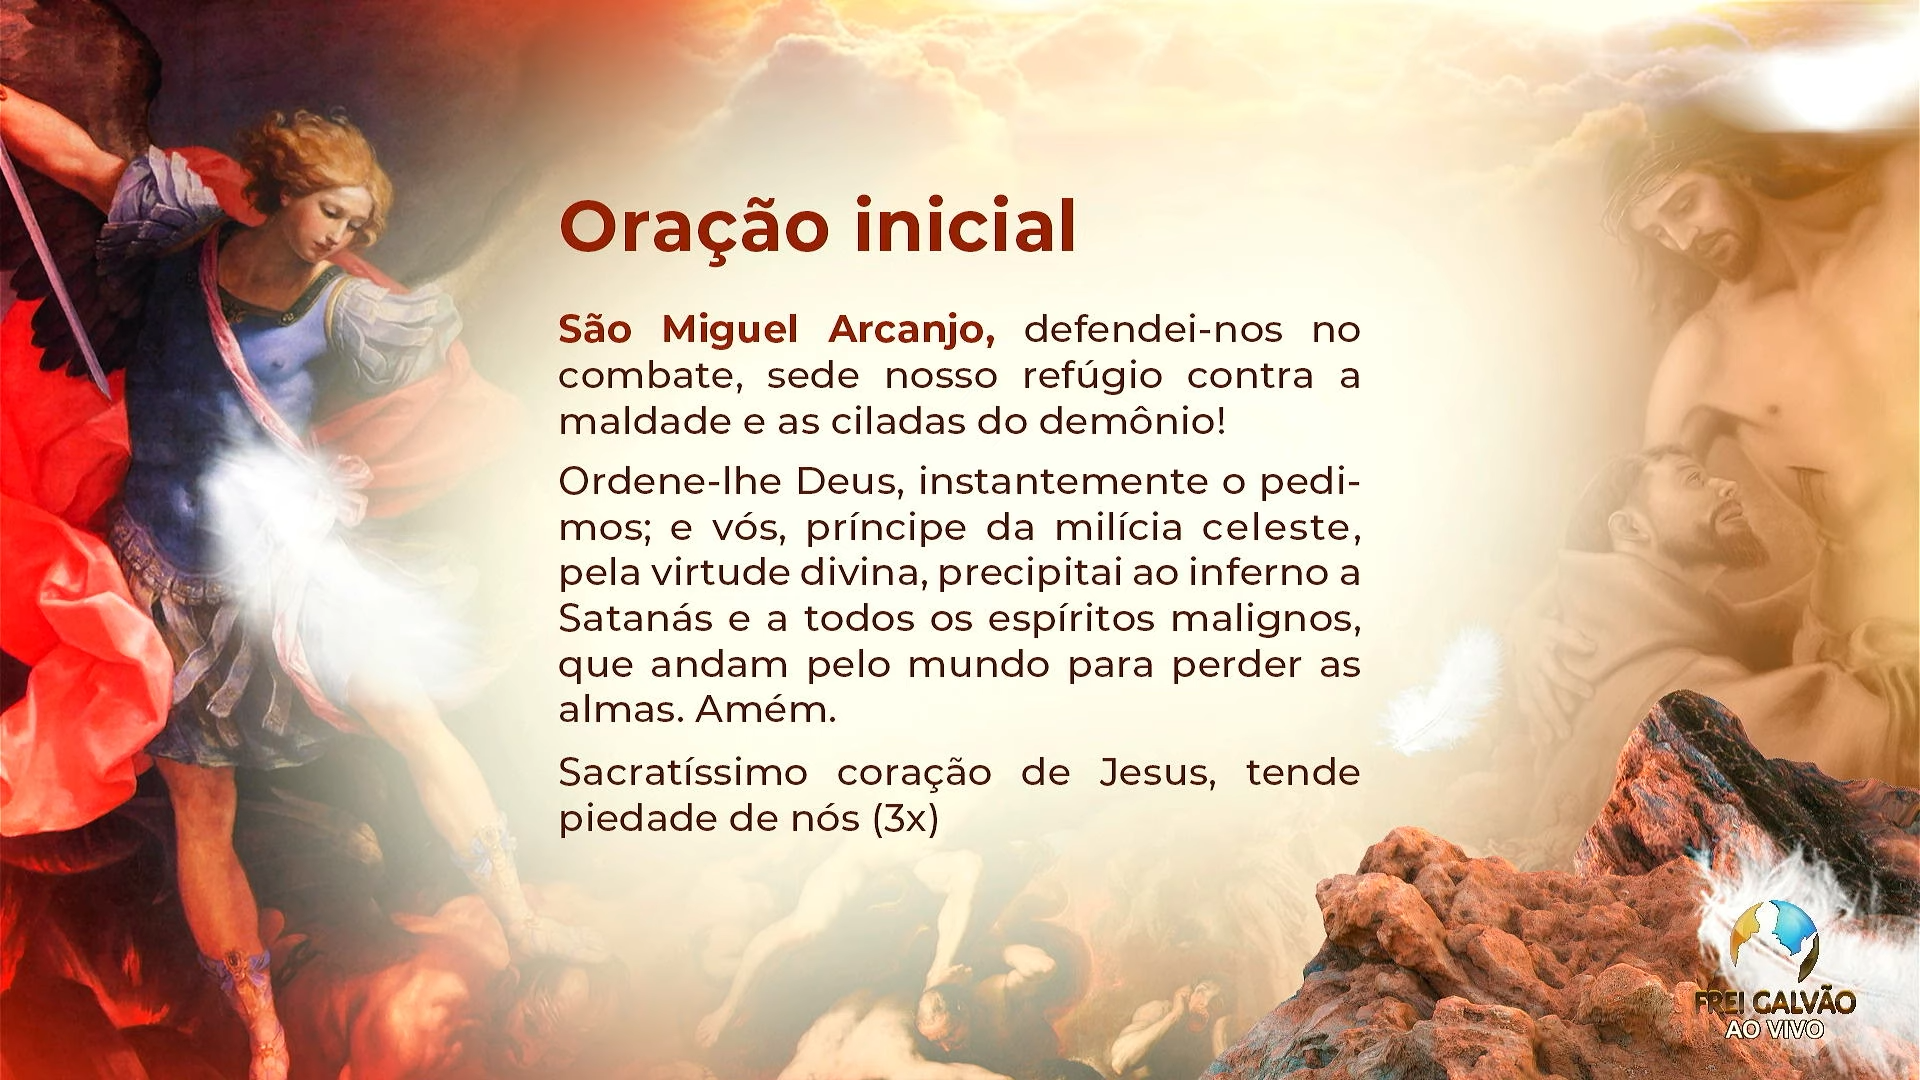 Oração inicial
São Miguel Arcanjo, defendei-nos no
combate, sede nosso refúgio contra a
maldade e as ciladas do demônio!
Ordene-lhe Deus, instantemente o pedi-
mos; e vós, príncipe da milícia celeste,
pela virtude divina, precipitai ao inferno a
Satanás e a todos os espíritos malignos,
que andam pelo mundo para perder as
almas. Amém.
Sacratíssimo coração de Jesus, tende
piedade de nós (3x)
FREI GALVÃO
AO VIVO